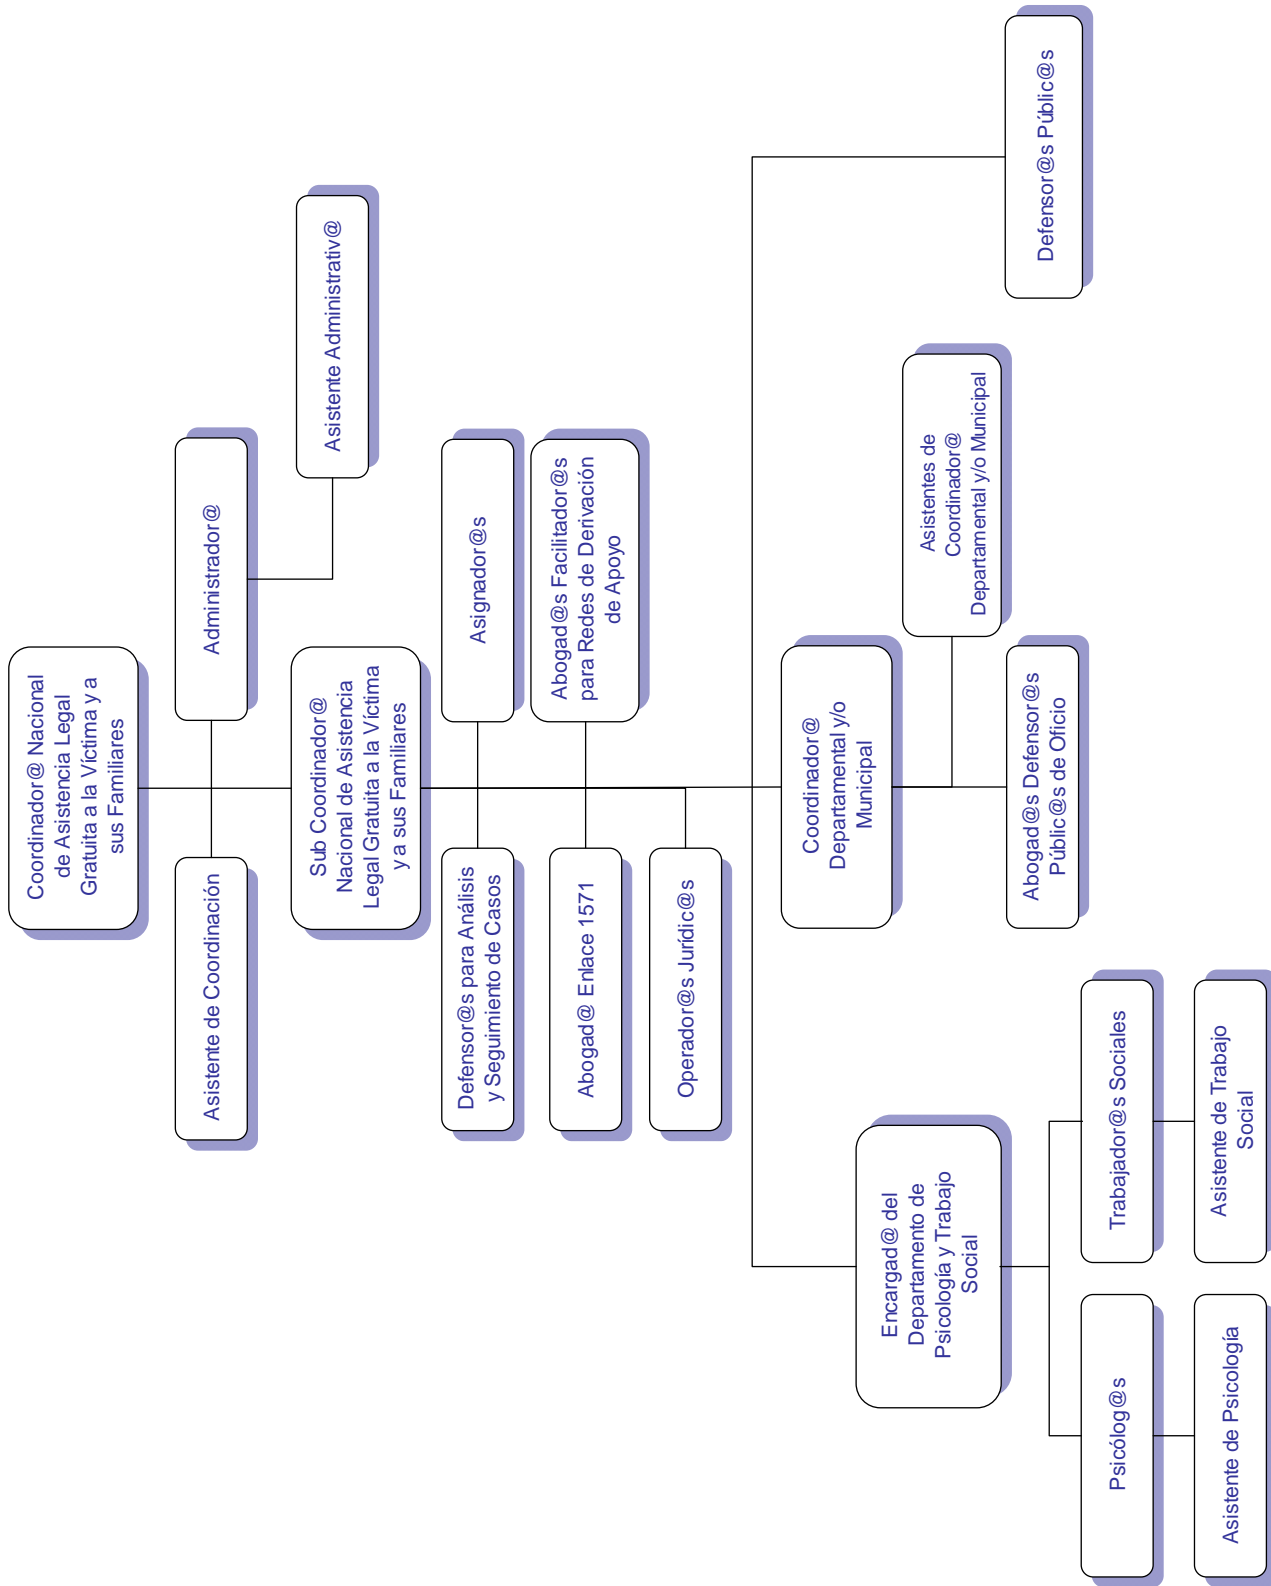 Coordinador@ Nacional
de Asistencia Legal
Gratuita a la Víctima y a
sus Familiares
Asistente de Coordinación
Administrador@
Asistente Administrativ@
Sub Coordinador@
Nacional de Asistencia
Legal Gratuita a la Víctima
y a sus Familiares
Defensor@s para Análisis
y Seguimiento de Casos
Asignador@s
Abogad@ Enlace 1571
Abogad@s Facilitador@s
para Redes de Derivación
de Apoyo
Operador@s Jurídic@s
Encargad@ del
Departamento de
Psicología y Trabajo
Social
Coordinador@
Departamental y/o
Municipal
Asistentes de
Coordinador@
Departamental y/o Municipal
Defensor@s Públic@s
Abogad@s Defensor@s
Públic@s de Oficio
Psicólog@s
Trabajador@s Sociales
Asistente de Psicología
Asistente de Trabajo
Social